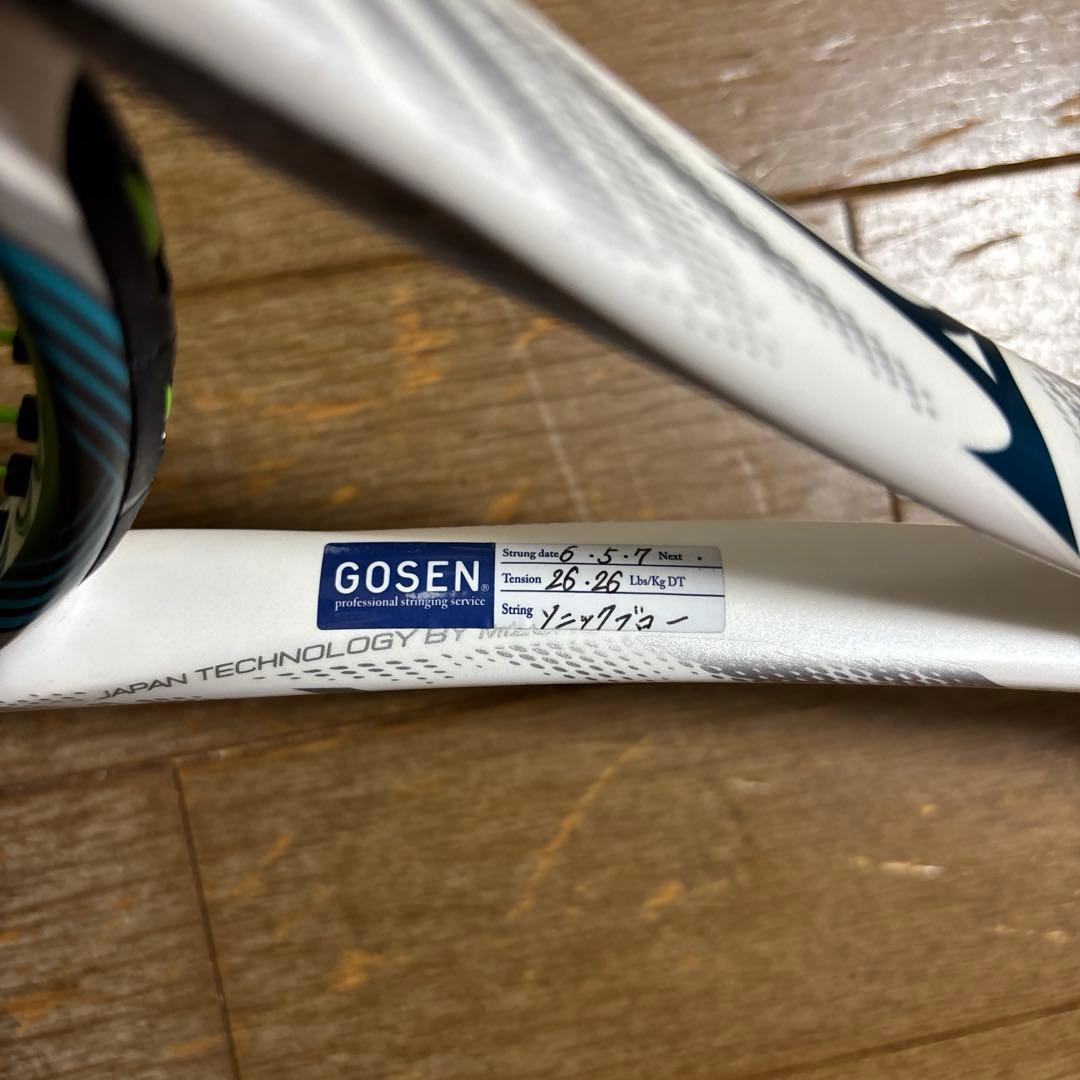 GOSEN®
professional stringing service
Strung date 6・5・7 Next ・
Tension 26・26 Lbs/Kg DT
String ソニックブロー
JAPAN TECHNOLOGY BY